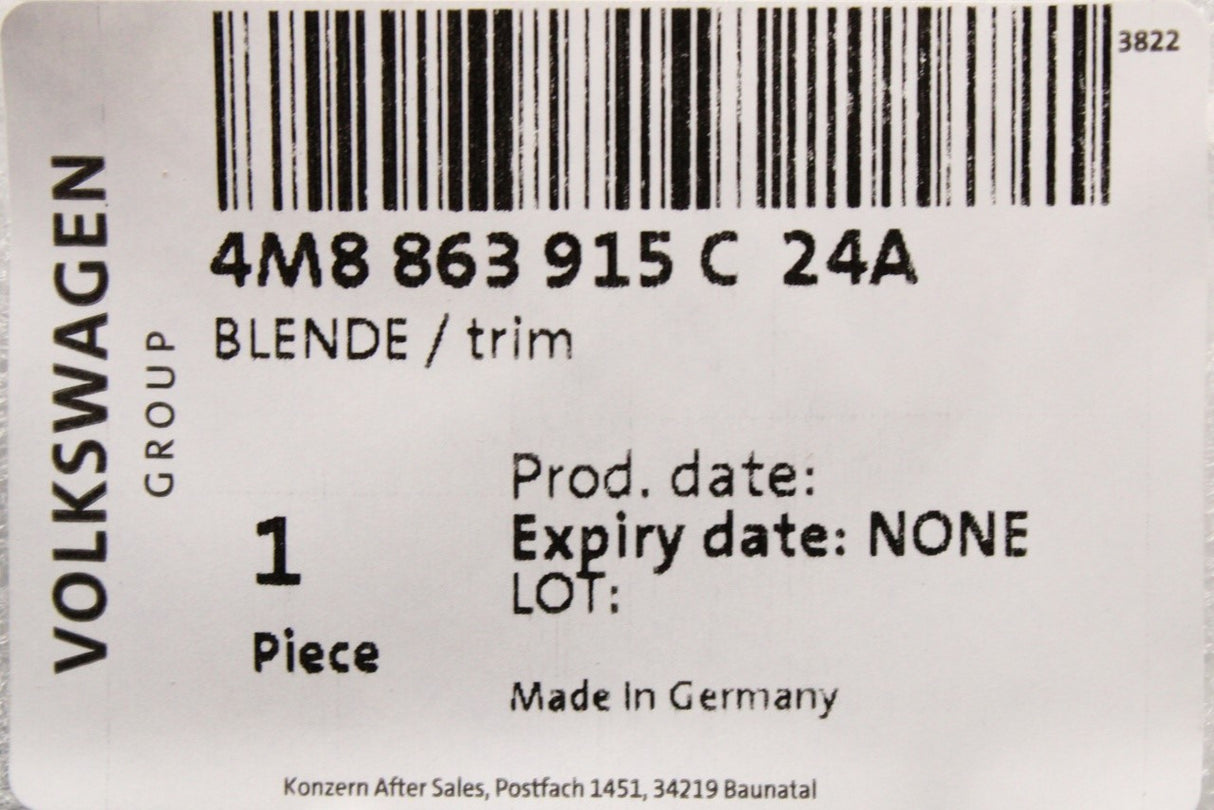 3822
4M8 863 915 C 24A
BLENDE / trim
VOLKSWAGEN
GROUP
Prod. date:
Expiry date: NONE
LOT:
1
Piece
Made In Germany
Konzern After Sales, Postfach 1451, 34219 Baunatal